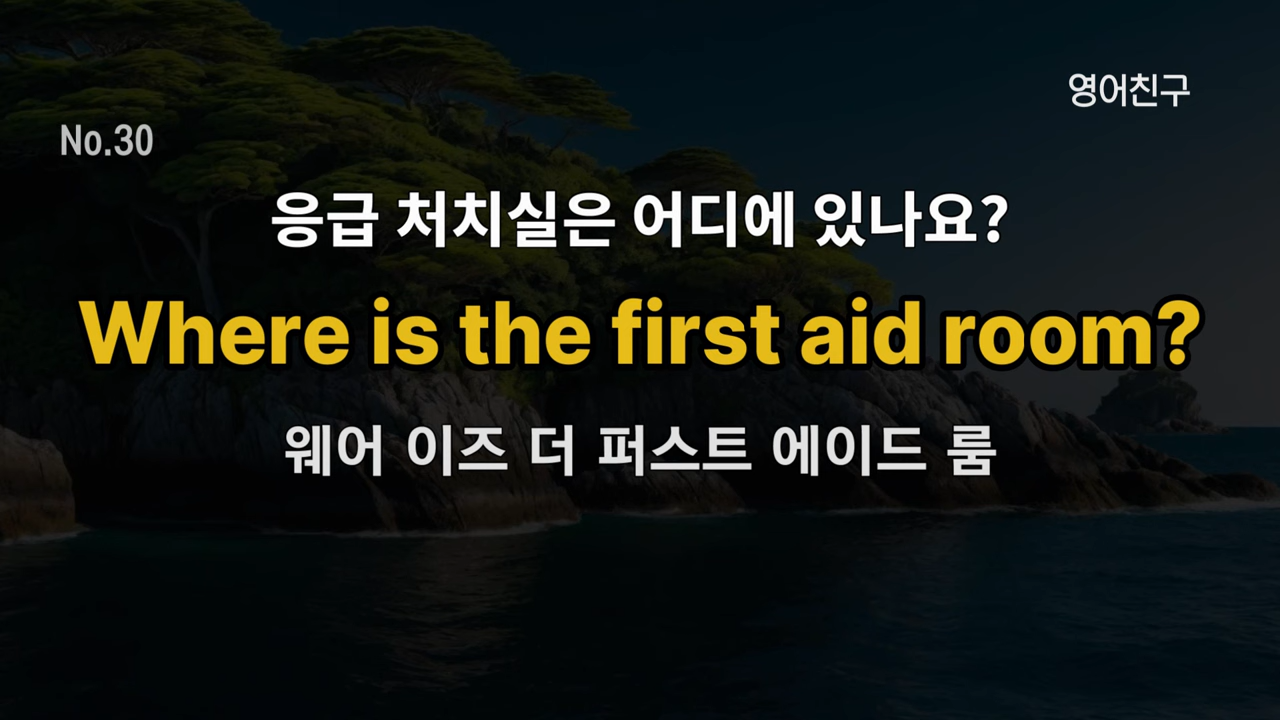 영어친구
No.30
응급 처치실은 어디에 있나요?
Where is the first aid room?
웨어 이즈 더 퍼스트 에이드 룸